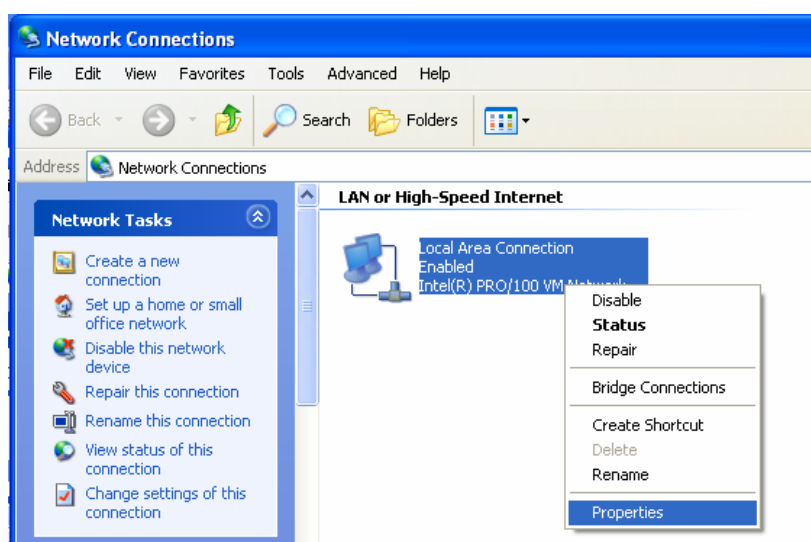 Network Connections
File Edit View Favorites Tools Advanced Help
Back Search Folders
Address Network Connections
Network Tasks
Create a new
connection
Set up a home or small
office network
Disable this network
device
Repair this connection
Rename this connection
View status of this
connection
Change settings of this
connection
LAN or High-Speed Internet
Local Area Connection
Enabled
Intel(R) PRO/100 VM Network
Disable
Status
Repair
Bridge Connections
Create Shortcut
Delete
Rename
Properties